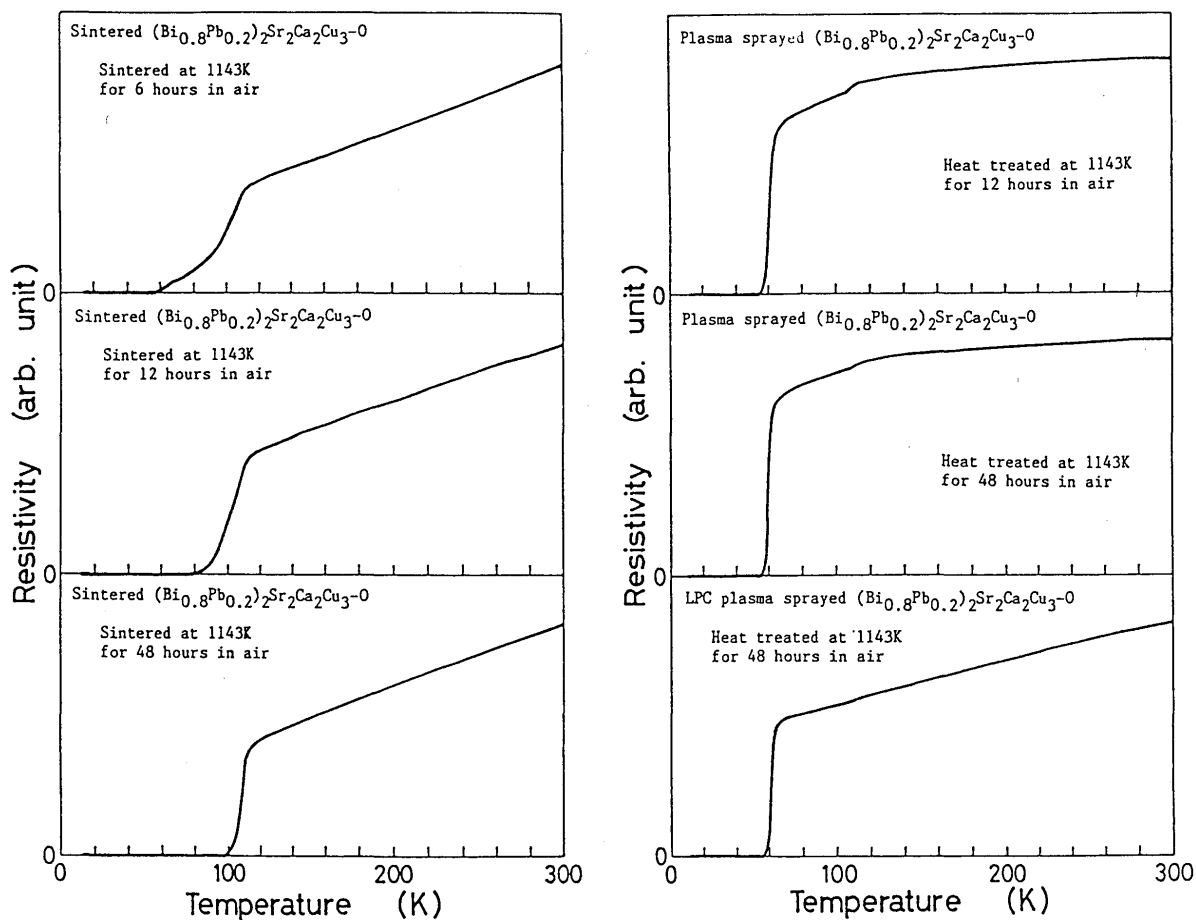 Sintered (Bi0.8Pb0.2)2Sr2Ca2Cu3-O
Sintered at 1143K
for 6 hours in air
0
Sintered (Bi0.8Pb0.2)2Sr2Ca2Cu3-O
Sintered at 1143K
for 12 hours in air
0
Sintered (Bi0.8Pb0.2)2Sr2Ca2Cu3-O
Sintered at 1143K
for 48 hours in air
0
0 100 200 300
Temperature (K)
Resistivity (arb. unit)
Plasma sprayed (Bi0.8Pb0.2)2Sr2Ca2Cu3-O
Heat treated at 1143K
for 12 hours in air
0
Plasma sprayed (Bi0.8Pb0.2)2Sr2Ca2Cu3-O
Heat treated at 1143K
for 48 hours in air
0
LPC plasma sprayed (Bi0.8Pb0.2)2Sr2Ca2Cu3-O
Heat treated at 1143K
for 48 hours in air
0
0 100 200 300
Temperature (K)
Resistivity (arb. unit)